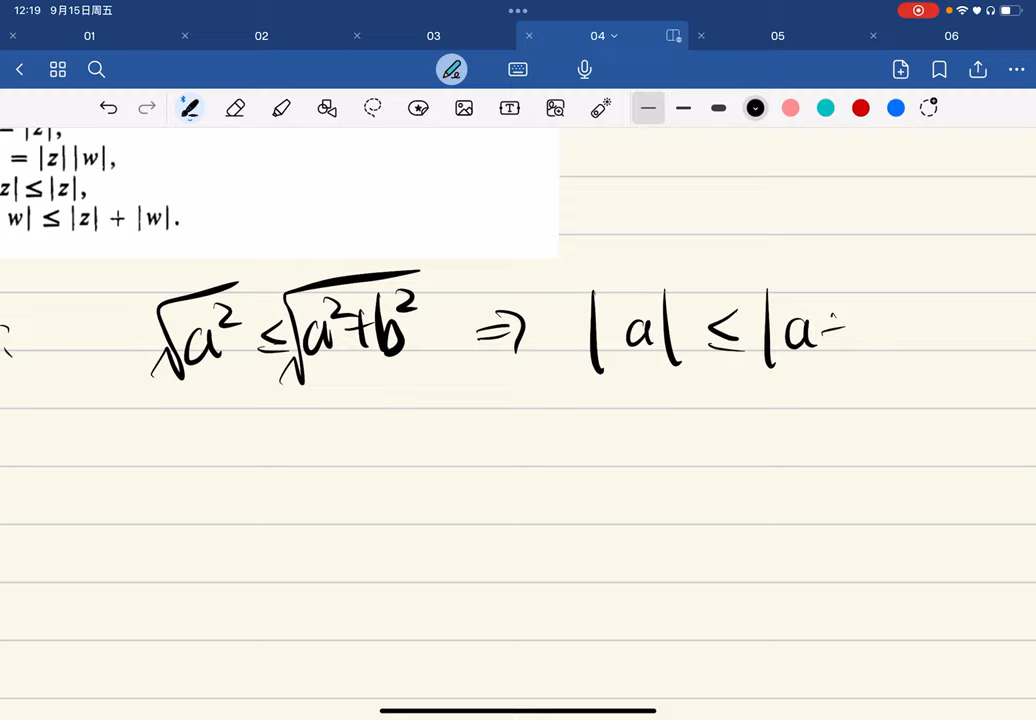 12:19 9月15日周五
01 02 03 04 05 06
= |z|,
= |z| |w|,
z| ≤ |z|,
w| ≤ |z| + |w|.
√a² ≤ √a²+b² ⇒ |a| ≤ |a